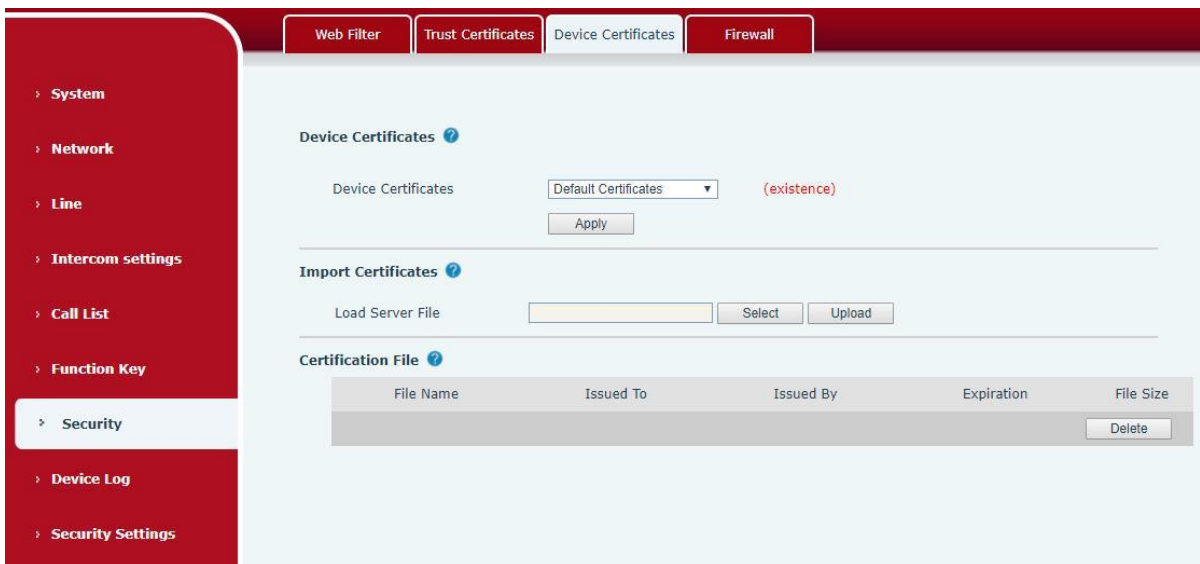 Web Filter
Trust Certificates
Device Certificates
Firewall
System
Network
Line
Intercom settings
Call List
Function Key
Security
Device Log
Security Settings
Device Certificates
Device Certificates Default Certificates (existence)
Apply
Import Certificates
Load Server File Select Upload
Certification File
File Name Issued To Issued By Expiration File Size
Delete